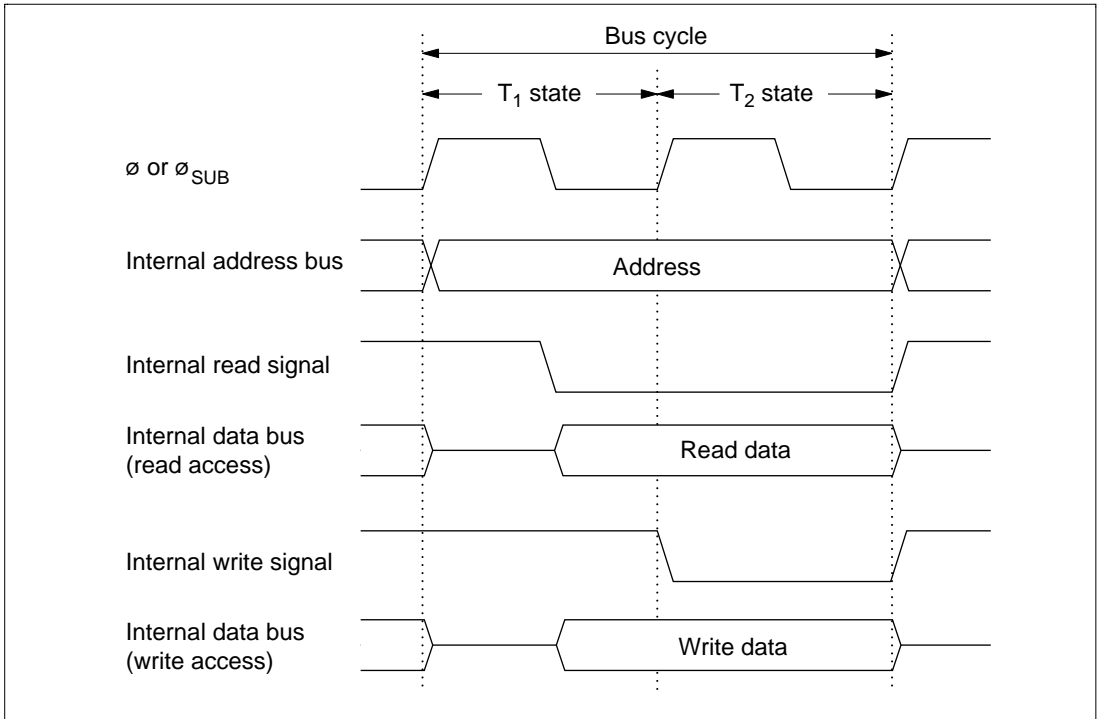 Bus cycle
T1 state
T2 state
ø or øSUB
Internal address bus
Address
Internal read signal
Internal data bus
(read access)
Read data
Internal write signal
Internal data bus
(write access)
Write data